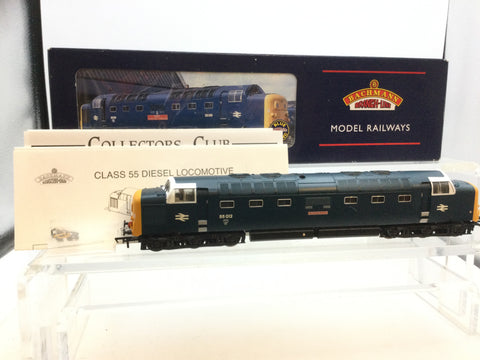 BACHMANN
BRANCH-LINE
MODEL RAILWAYS
COLLECTORS CLUB
CLASS 55 DIESEL LOCOMOTIVE
55 012